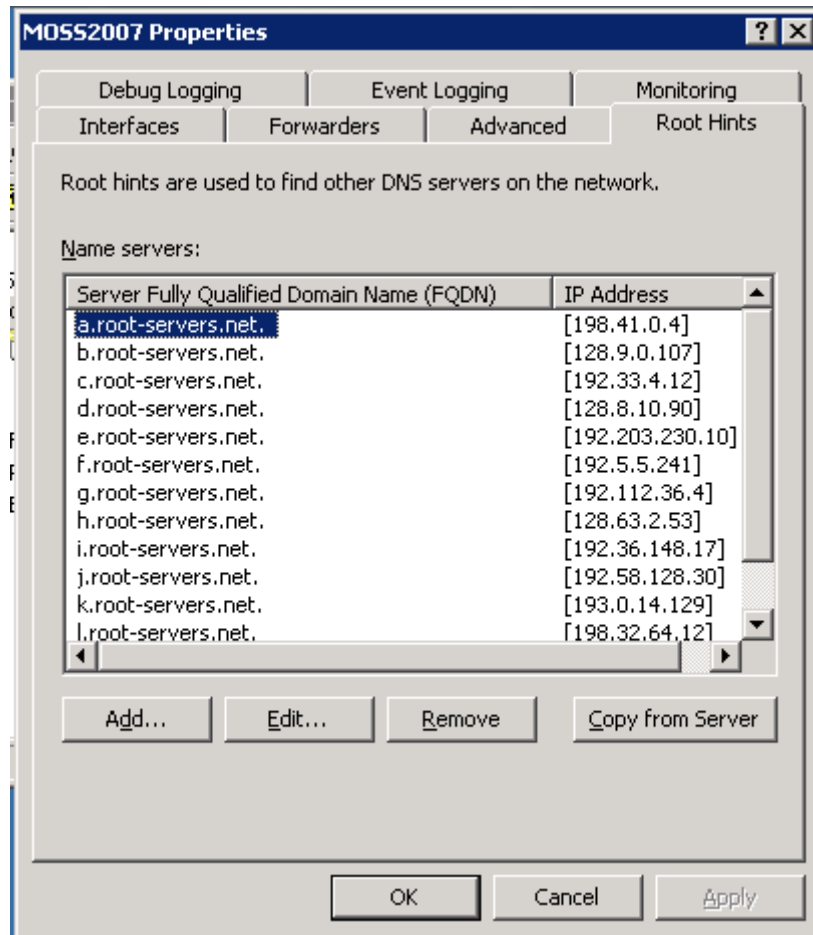 MOSS2007 Properties
Debug Logging Event Logging Monitoring
Interfaces Forwarders Advanced Root Hints
Root hints are used to find other DNS servers on the network.
Name servers:
Server Fully Qualified Domain Name (FQDN) IP Address
a.root-servers.net. [198.41.0.4]
b.root-servers.net. [128.9.0.107]
c.root-servers.net. [192.33.4.12]
d.root-servers.net. [128.8.10.90]
e.root-servers.net. [192.203.230.10]
f.root-servers.net. [192.5.5.241]
g.root-servers.net. [192.112.36.4]
h.root-servers.net. [128.63.2.53]
i.root-servers.net. [192.36.148.17]
j.root-servers.net. [192.58.128.30]
k.root-servers.net. [193.0.14.129]
l.root-servers.net. [198.32.64.12]
Add... Edit... Remove Copy from Server
OK Cancel Apply